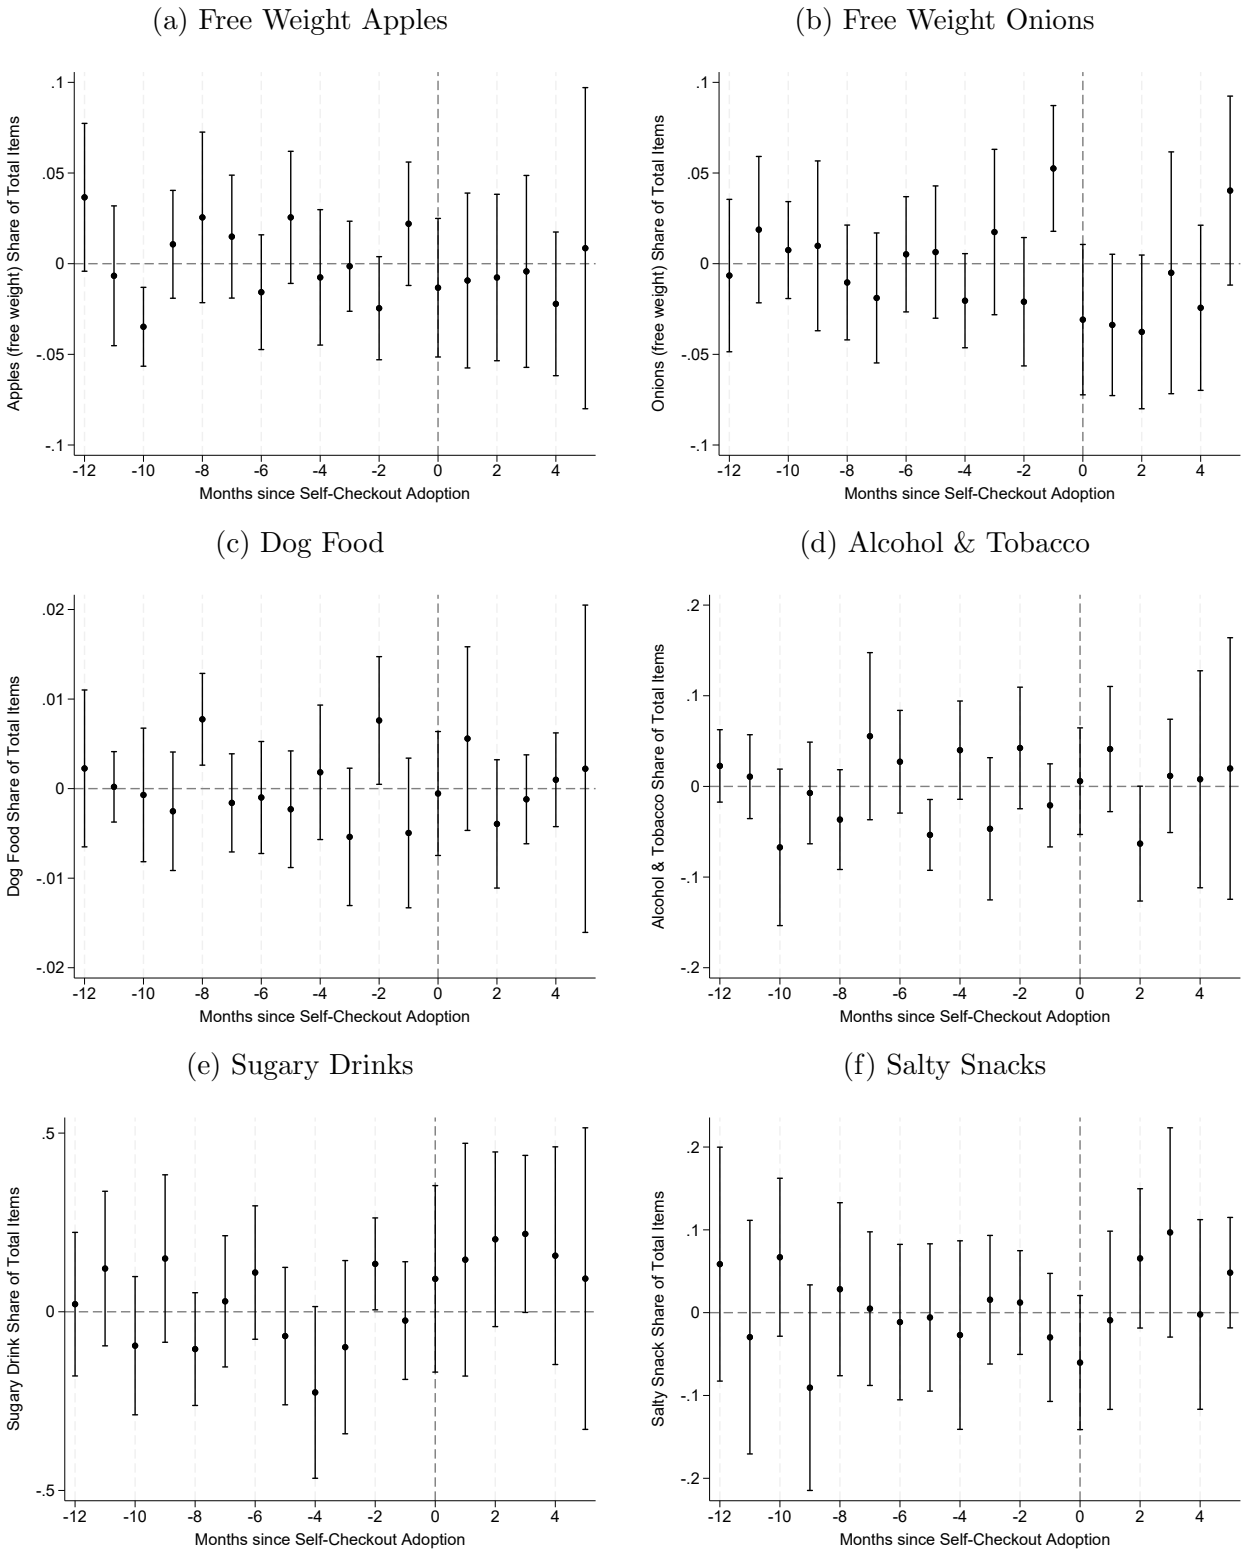 (a) Free Weight Apples
Apples (free weight) Share of Total Items
.1
.05
0
-.05
-.1
-12 -10 -8 -6 -4 -2 0 2 4
Months since Self-Checkout Adoption
(b) Free Weight Onions
Onions (free weight) Share of Total Items
.1
.05
0
-.05
-.1
-12 -10 -8 -6 -4 -2 0 2 4
Months since Self-Checkout Adoption
(c) Dog Food
Dog Food Share of Total Items
.02
.01
0
-.01
-.02
-12 -10 -8 -6 -4 -2 0 2 4
Months since Self-Checkout Adoption
(d) Alcohol & Tobacco
Alcohol & Tobacco Share of Total Items
.2
.1
0
-.1
-.2
-12 -10 -8 -6 -4 -2 0 2 4
Months since Self-Checkout Adoption
(e) Sugary Drinks
Sugary Drink Share of Total Items
.5
0
-.5
-12 -10 -8 -6 -4 -2 0 2 4
Months since Self-Checkout Adoption
(f) Salty Snacks
Salty Snack Share of Total Items
.2
.1
0
-.1
-.2
-12 -10 -8 -6 -4 -2 0 2 4
Months since Self-Checkout Adoption